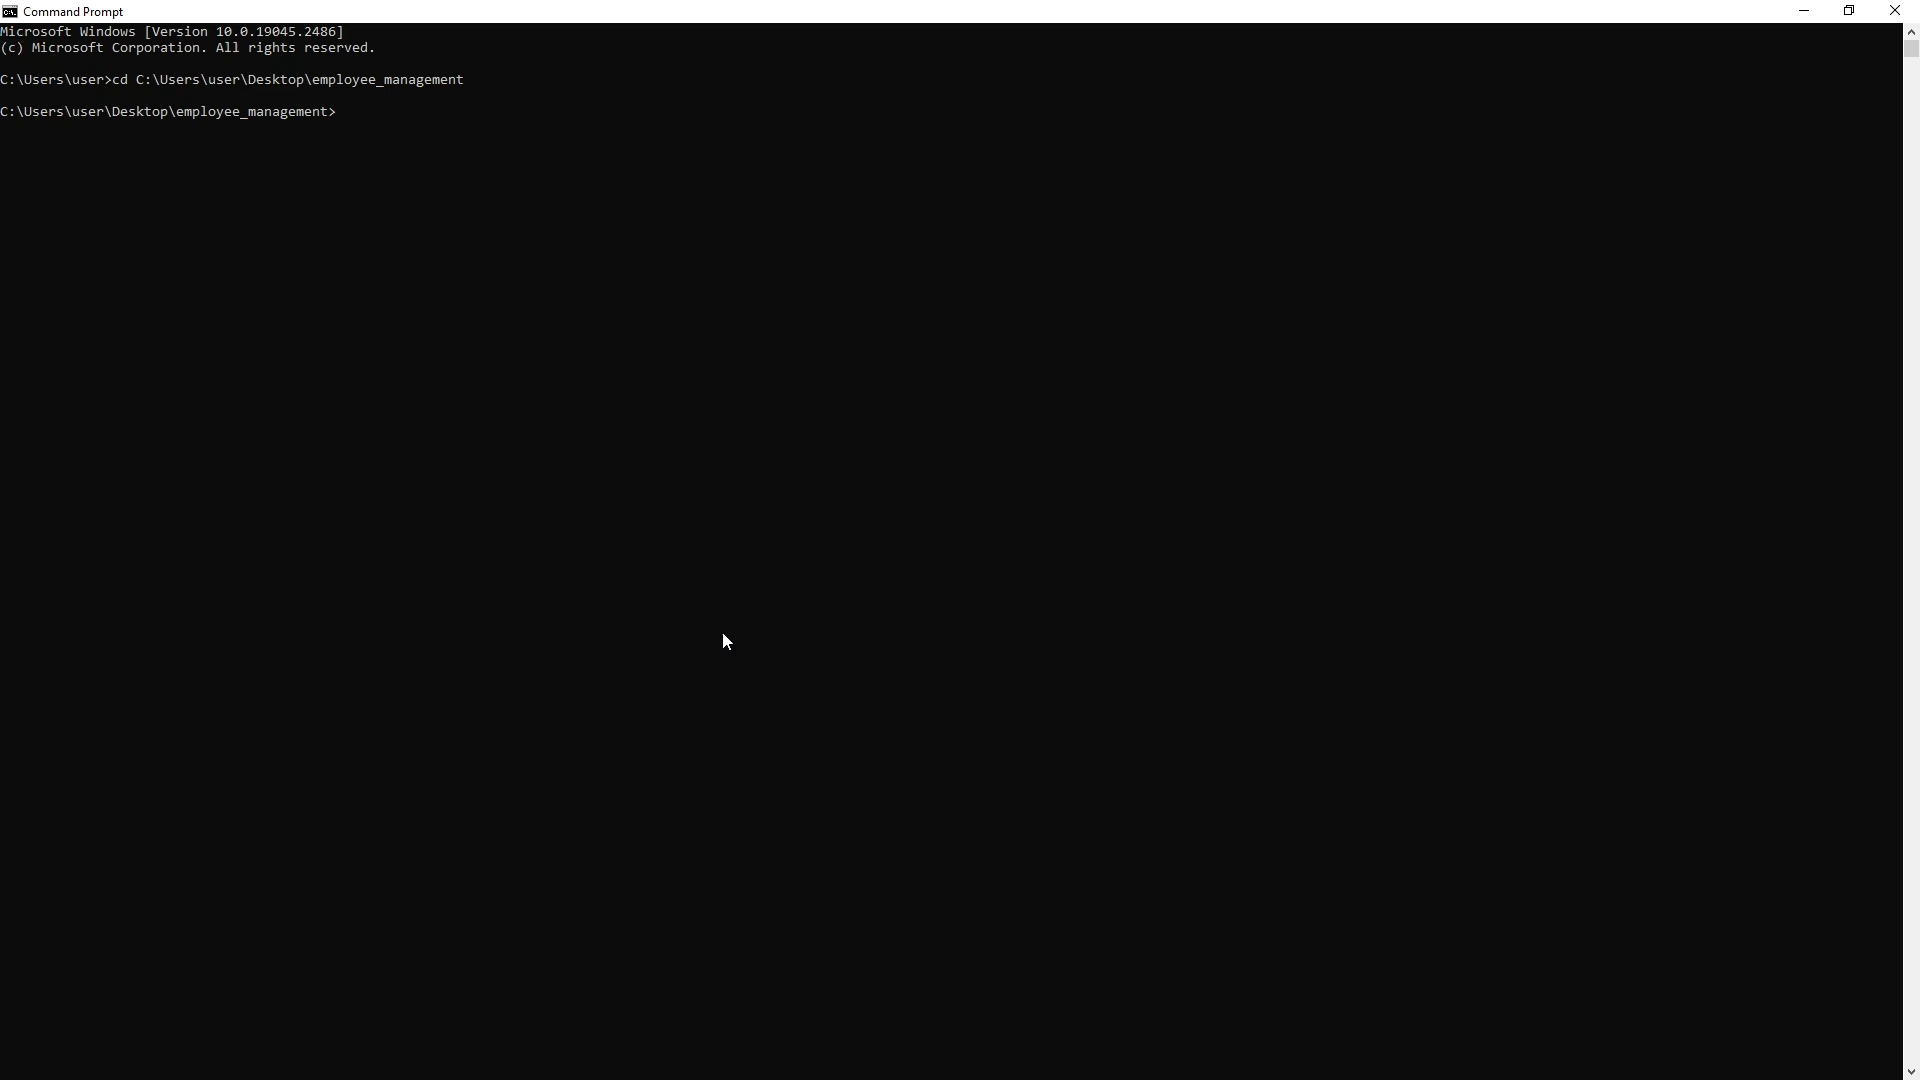 Command Prompt
Microsoft Windows [Version 10.0.19045.2486]
(c) Microsoft Corporation. All rights reserved.
C:\Users\user>cd C:\Users\user\Desktop\employee_management
C:\Users\user\Desktop\employee_management>